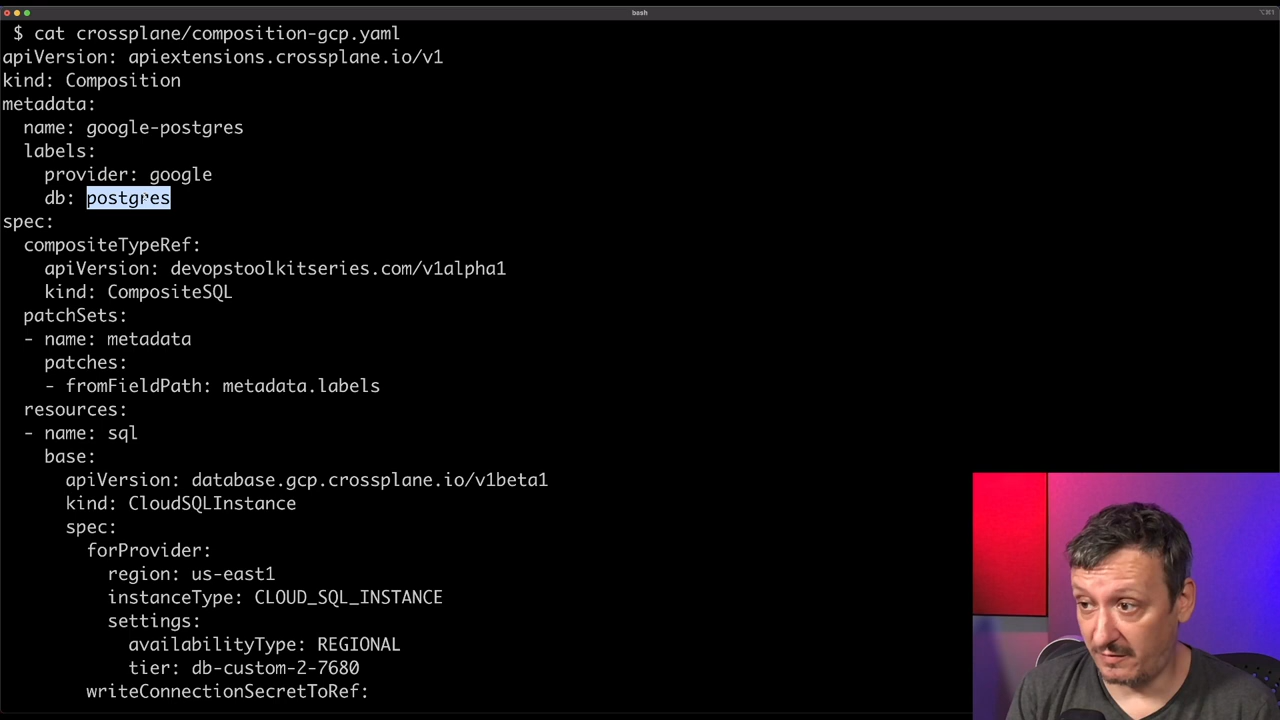 bash
⌥⌘1
$ cat crossplane/composition-gcp.yaml
apiVersion: apiextensions.crossplane.io/v1
kind: Composition
metadata:
  name: google-postgres
  labels:
    provider: google
    db: postgres
spec:
  compositeTypeRef:
    apiVersion: devopstoolkitseries.com/v1alpha1
    kind: CompositeSQL
  patchSets:
  - name: metadata
    patches:
    - fromFieldPath: metadata.labels
  resources:
  - name: sql
    base:
      apiVersion: database.gcp.crossplane.io/v1beta1
      kind: CloudSQLInstance
      spec:
        forProvider:
          region: us-east1
          instanceType: CLOUD_SQL_INSTANCE
          settings:
            availabilityType: REGIONAL
            tier: db-custom-2-7680
        writeConnectionSecretToRef: